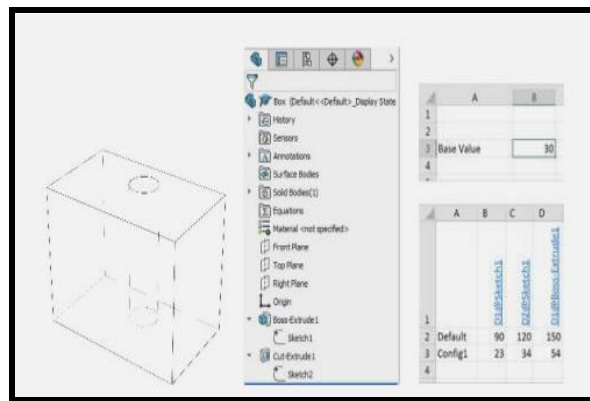 Box (Default<<Default>_Display State
History
Sensors
Annotations
Surface Bodies
Solid Bodies(1)
Equations
Material <not specified>
Front Plane
Top Plane
Right Plane
Origin
Boss-Extrude1
Sketch1
Cut-Extrude1
Sketch2
A B
1
2
3 Base Value 30
4
A B C D
1 D1@Sketch1 D2@Sketch1 D1@Boss-Extrude1
2 Default 90 120 150
3 Config1 23 34 54
4